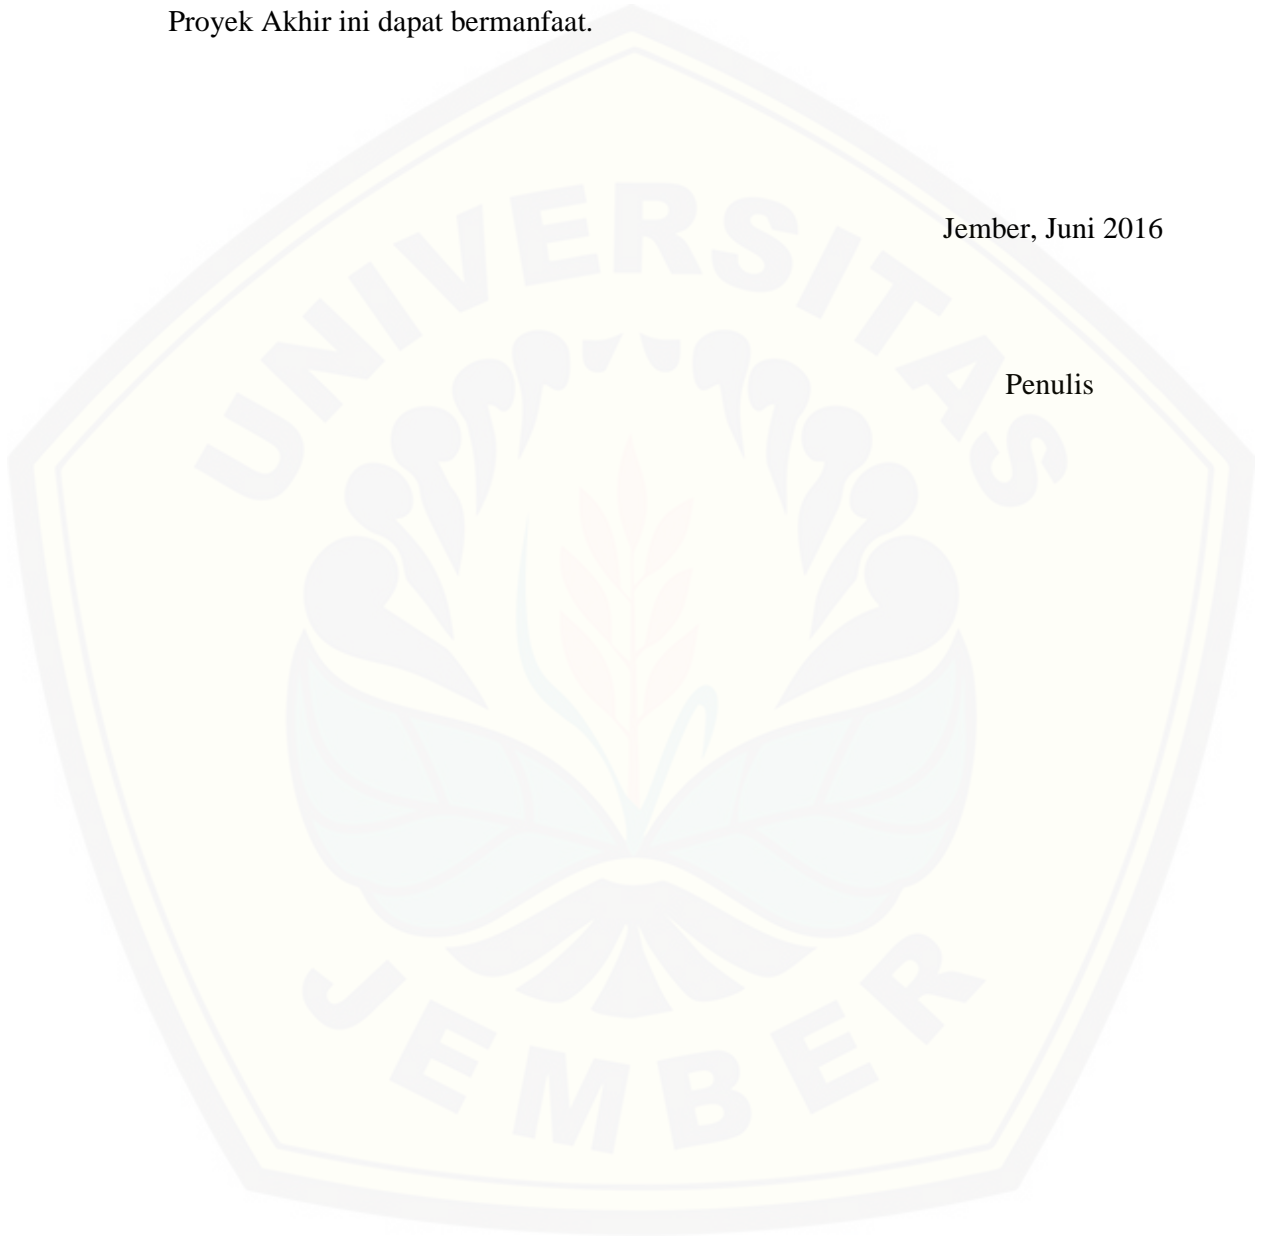 Proyek Akhir ini dapat bermanfaat.
Jember, Juni 2016
Penulis
UNIVERSITAS
JEMBER